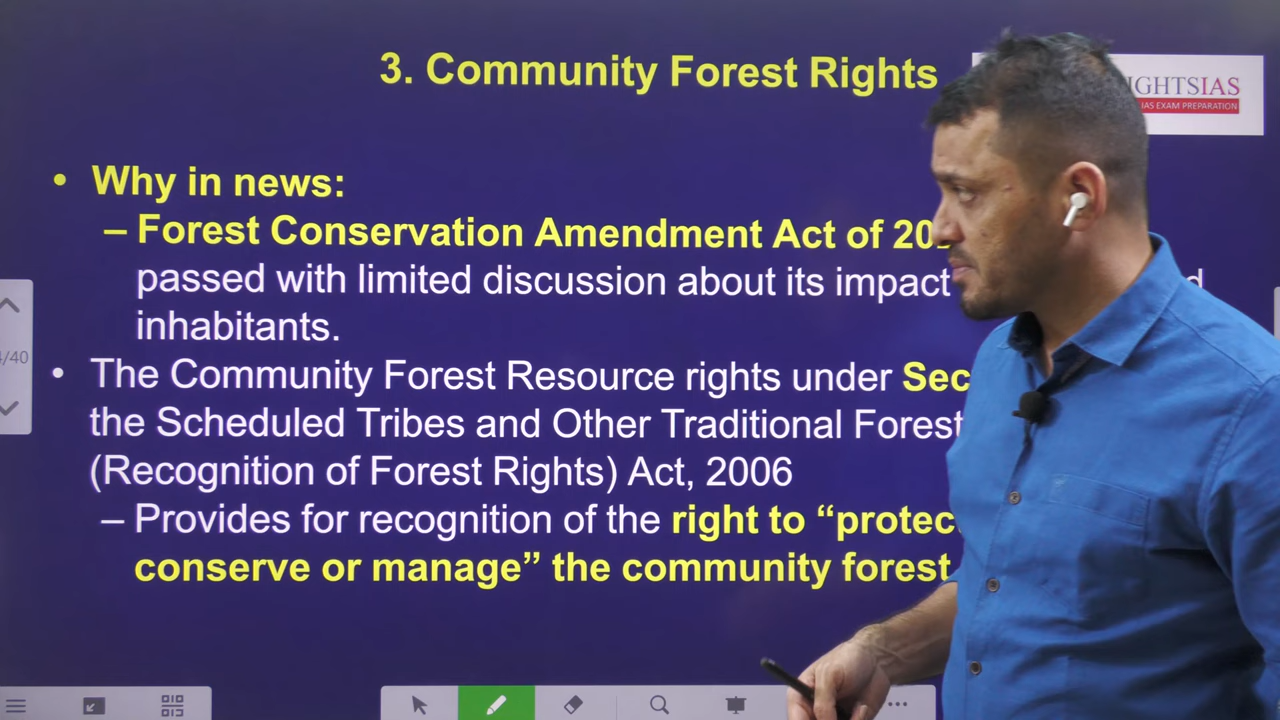 3. Community Forest Rights
IGHTSIAS
IAS EXAM PREPARATION
• Why in news:
– Forest Conservation Amendment Act of
passed with limited discussion about its impact
inhabitants.
• The Community Forest Resource rights under
the Scheduled Tribes and Other Traditional Forest
(Recognition of Forest Rights) Act, 2006
– Provides for recognition of the right to “protec
conserve or manage” the community forest
/40